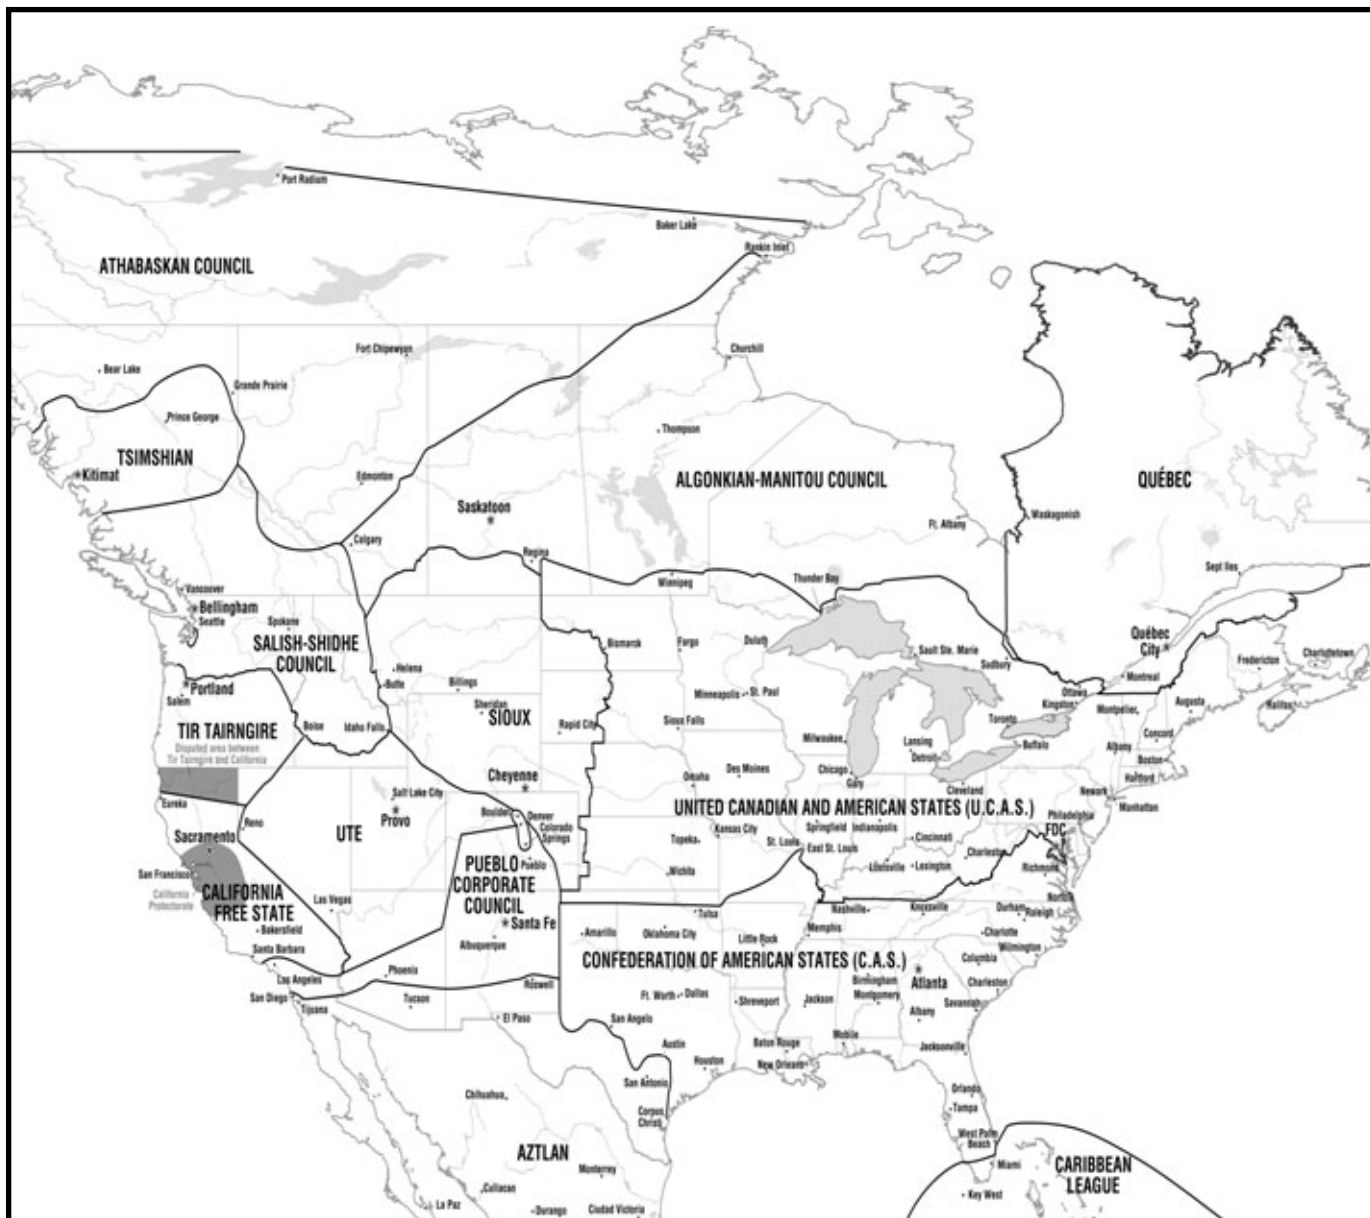 Port Radium
Baker Lake
Rankin Inlet
ATHABASKAN COUNCIL
Fort Chipewyan
Churchill
Bear Lake
Grande Prairie
Prince George
Thompson
TSIMSHIAN
Kitimat
Edmonton
ALGONKIAN-MANITOU COUNCIL
QUÉBEC
Saskatoon
Waskagonish
Ft. Albany
Calgary
Regina
Winnipeg
Thunder Bay
Sept Iles
Vancouver
Bellingham
Seattle
Spokane
SALISH-SHIDHE
COUNCIL
Bismarck
Fargo
Duluth
Sault Ste. Marie
Sudbury
Québec
City
Charlottetown
Fredericton
Helena
Butte
Billings
Portland
Salem
Minneapolis
St. Paul
Ottawa
Kingston
Montreal
Montpelier
Augusta
Halifax
Sheridan
SIOUX
Rapid City
Sioux Falls
TIR TAIRNGIRE
Disputed area between
Tir Tairngire and California
Boise
Idaho Falls
Milwaukee
Lansing
Detroit
Toronto
Buffalo
Albany
Concord
Boston
Hartford
Chicago
Gary
Cleveland
Newark
Manhattan
Cheyenne
Omaha
Des Moines
Eureka
Reno
Salt Lake City
Provo
UTE
Boulder
Denver
Colorado
Springs
UNITED CANADIAN AND AMERICAN STATES (U.C.A.S.)
Philadelphia
FDC
Sacramento
Topeka
Kansas City
St. Louis
East St. Louis
Springfield
Indianapolis
Cincinnati
Charleston
San Francisco
California
Protectorate
CALIFORNIA
FREE STATE
PUEBLO
CORPORATE
COUNCIL
Pueblo
Wichita
Louisville
Lexington
Richmond
Norfolk
Las Vegas
Santa Fe
Albuquerque
Tulsa
Nashville
Knoxville
Durham
Raleigh
Bakersfield
Amarillo
Oklahoma City
Little Rock
Memphis
Charlotte
Wilmington
Santa Barbara
CONFEDERATION OF AMERICAN STATES (C.A.S.)
Columbia
Los Angeles
Phoenix
Roswell
Birmingham
Montgomery
Atlanta
Charleston
San Diego
Tijuana
Tucson
El Paso
Ft. Worth
Dallas
Shreveport
Jackson
Albany
Savannah
San Angelo
Austin
Houston
Baton Rouge
New Orleans
Mobile
Jacksonville
San Antonio
Corpus
Christi
Orlando
Tampa
West Palm
Beach
Chihuahua
AZTLAN
Monterrey
Miami
CARIBBEAN
LEAGUE
Culiacan
La Paz
Durango
Ciudad Victoria
Key West